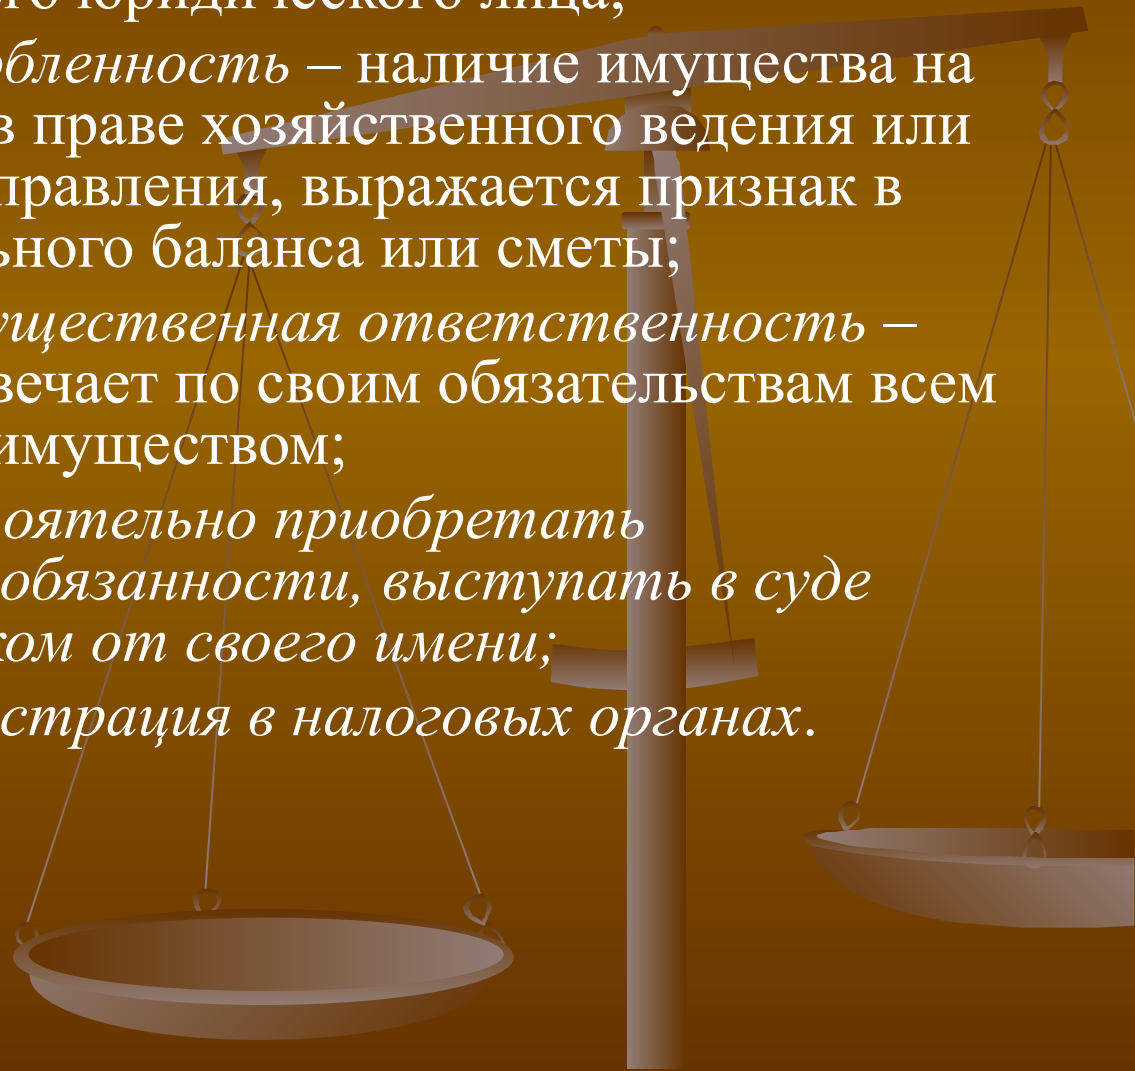 го юридического лица;
обленность – наличие имущества на
в праве хозяйственного ведения или
правления, выражается признак в
ьного баланса или сметы;
ущественная ответственность –
вечает по своим обязательствам всем
имуществом;
оятельно приобретать
обязанности, выступать в суде
ком от своего имени;
страция в налоговых органах.